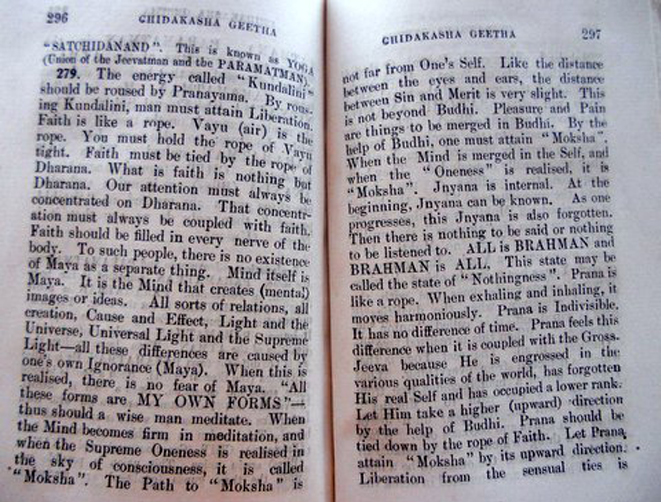 296 CHIDAKASHA GEETHA
"SATCHIDANAND". This is known as YOGA
(Union of the Jeevatman and the PARAMATMAN).
279. The energy called "Kundalini"
should be roused by Pranayama. By rous-
ing Kundalini, man must attain Liberation.
Faith is like a rope. Vayu (air) is the
rope. You must hold the rope of Vayu
tight. Faith must be tied by the rope of
Dharana. What is faith is nothing but
Dharana. Our attention must always be
concentrated on Dharana. That concentr-
ation must always be coupled with faith.
Faith should be filled in every nerve of the
body. To such people, there is no existence
of Maya as a separate thing. Mind itself is
Maya. It is the Mind that creates (mental)
images or ideas. All sorts of relations, all
creation, Cause and Effect, Light and the
Universe, Universal Light and the Supreme
Light—all these differences are caused by
one's own Ignorance (Maya). When this is
realised, there is no fear of Maya. "All
these forms are MY OWN FORMS"—
thus should a wise man meditate. When
the Mind becomes firm in meditation, and
when the Supreme Oneness is realised in
the sky of consciousness, it is called
"Moksha". The Path to "Moksha" is
CHIDAKASHA GEETHA 297
not far from One's Self. Like the distance
between the eyes and ears, the distance
between Sin and Merit is very slight. This
is not beyond Budhi. Pleasure and Pain
are things to be merged in Budhi. By the
help of Budhi, one must attain "Moksha".
When the Mind is merged in the Self, and
when the "Oneness" is realised, it is
"Moksha". Jnyana is internal. At the
beginning, Jnyana can be known. As one
progresses, this Jnyana is also forgotten.
Then there is nothing to be said or nothing
to be listened to. ALL is BRAHMAN and
BRAHMAN is ALL. This state may be
called the state of "Nothingness". Prana is
like a rope. When exhaling and inhaling, it
moves harmoniously. Prana is Indivisible.
It has no difference of time. Prana feels this
difference when it is coupled with the Gross.
Jeeva because He is engrossed in the
various qualities of the world, has forgotten
His real Self and has occupied a lower rank.
Let Him take a higher (upward) direction
by the help of Budhi. Prana should be
tied down by the rope of Faith. Let Prana
attain "Moksha" by its upward direction.
Liberation from the sensual ties is